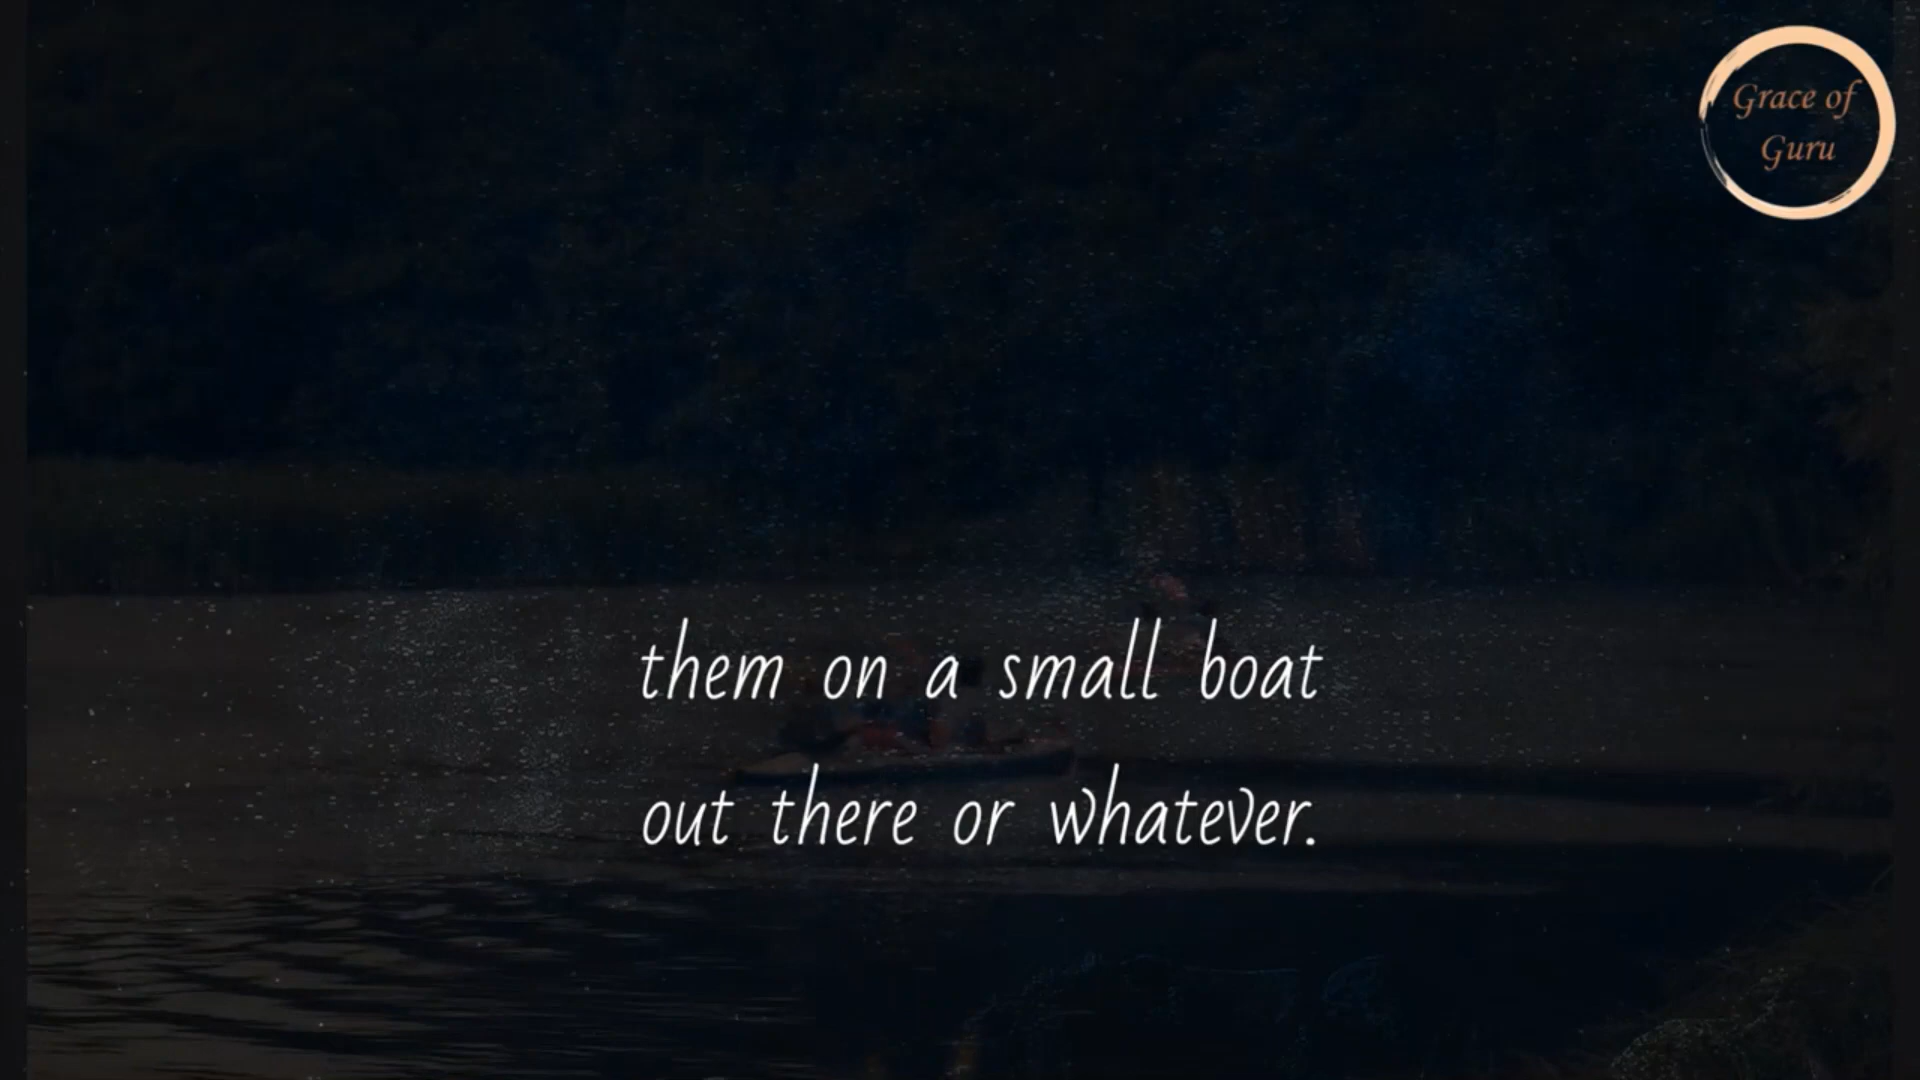 Grace of
Guru
them on a small boat
out there or whatever.